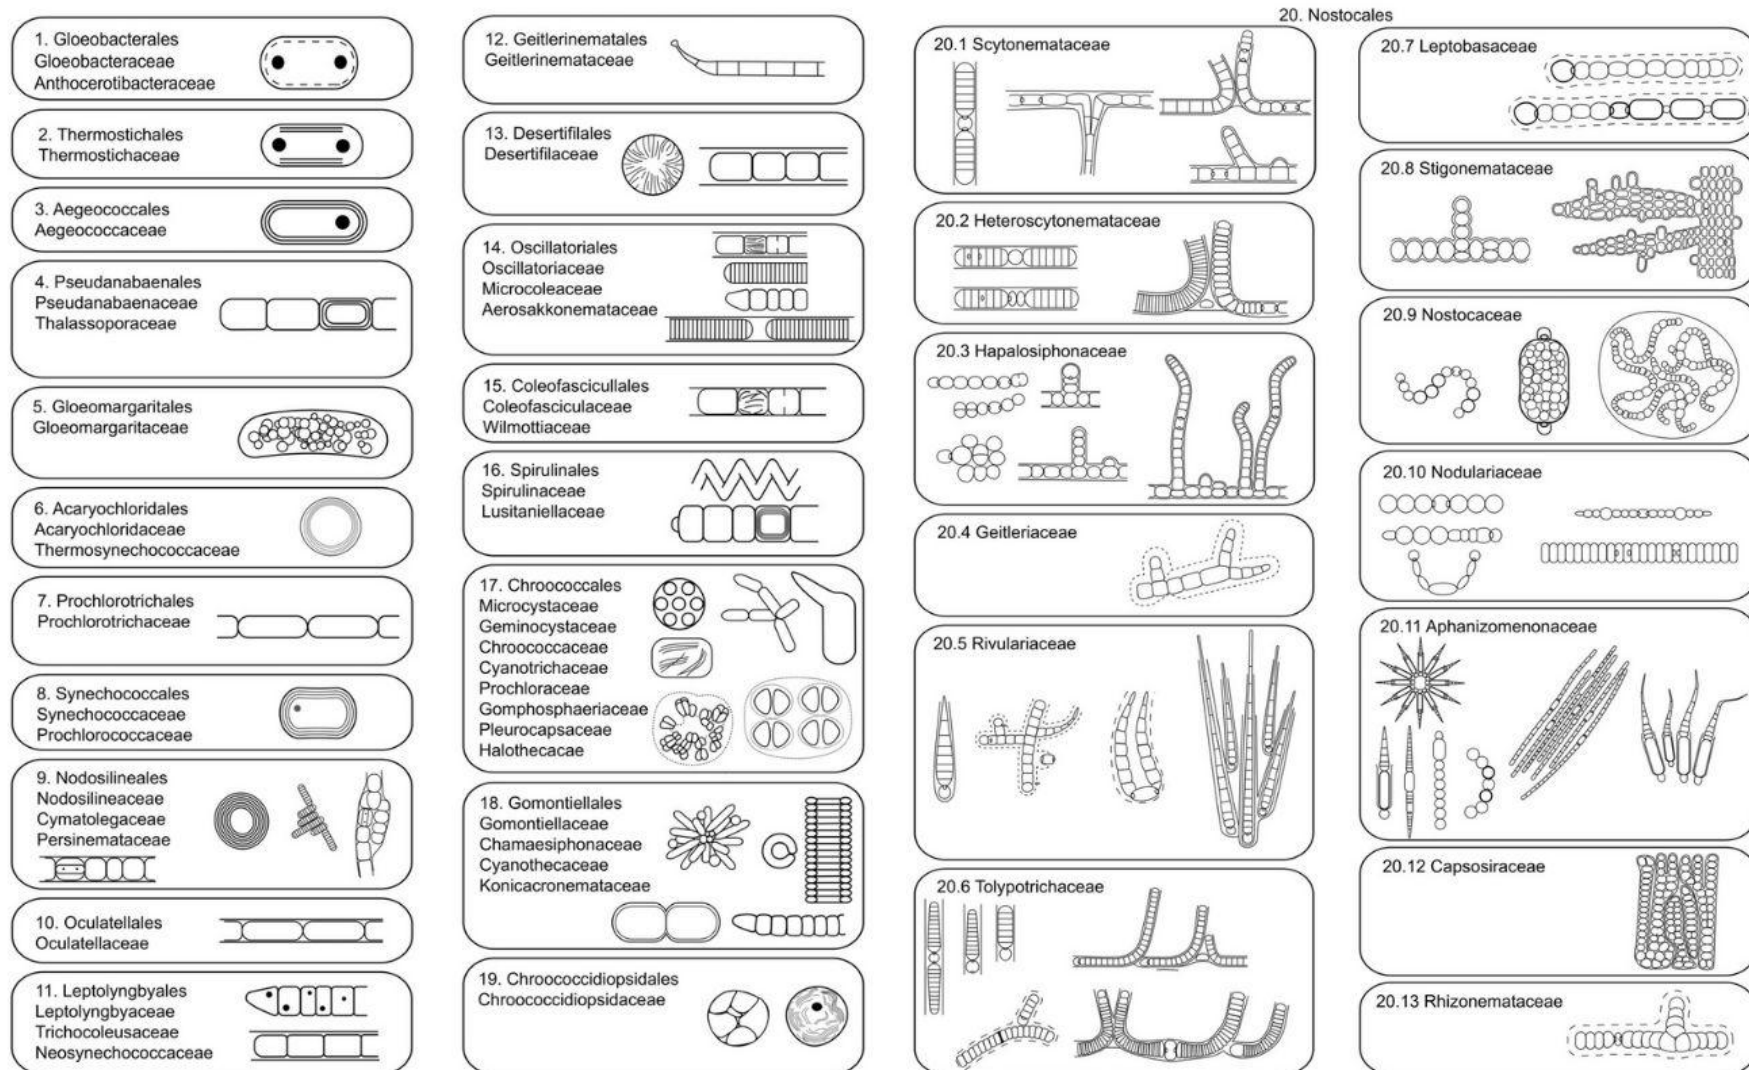 1. Gloeobacterales
Gloeobacteraceae
Anthocerotibacteraceae
2. Thermostichales
Thermostichaceae
3. Aegeococcales
Aegeococcaceae
4. Pseudanabaenales
Pseudanabaenaceae
Thalassoporaceae
5. Gloeomargaritales
Gloeomargaritaceae
6. Acaryochloridales
Acaryochloridaceae
Thermosynechococcaceae
7. Prochlorotrichales
Prochlorotrichaceae
8. Synechococcales
Synechococcaceae
Prochlorococcaceae
9. Nodosilineales
Nodosilineaceae
Cymatolegaceae
Persinemataceae
10. Oculatellales
Oculatellaceae
11. Leptolyngbyales
Leptolyngbyaceae
Trichocoleusaceae
Neosynechococcaceae
12. Geitlerinematales
Geitlerinemataceae
13. Desertifilales
Desertifilaceae
14. Oscillatoriales
Oscillatoriaceae
Microcoleaceae
Aerosakkonemataceae
15. Coleofascicullales
Coleofasciculaceae
Wilmottiaceae
16. Spirulinales
Spirulinaceae
Lusitaniellaceae
17. Chroococcales
Microcystaceae
Geminocystaceae
Chroococcaceae
Cyanotrichaceae
Prochloraceae
Gomphosphaeriaceae
Pleurocapsaceae
Halothecacae
18. Gomontiellales
Gomontiellaceae
Chamaesiphonaceae
Cyanothecaceae
Konicacronemataceae
19. Chroococcidiopsidales
Chroococcidiopsidaceae
20. Nostocales
20.1 Scytonemataceae
20.2 Heteroscytonemataceae
20.3 Hapalosiphonaceae
20.4 Geitleriaceae
20.5 Rivulariaceae
20.6 Tolypotrichaceae
20.7 Leptobasaceae
20.8 Stigonemataceae
20.9 Nostocaceae
20.10 Nodulariaceae
20.11 Aphanizomenonaceae
20.12 Capsosiraceae
20.13 Rhizonemataceae